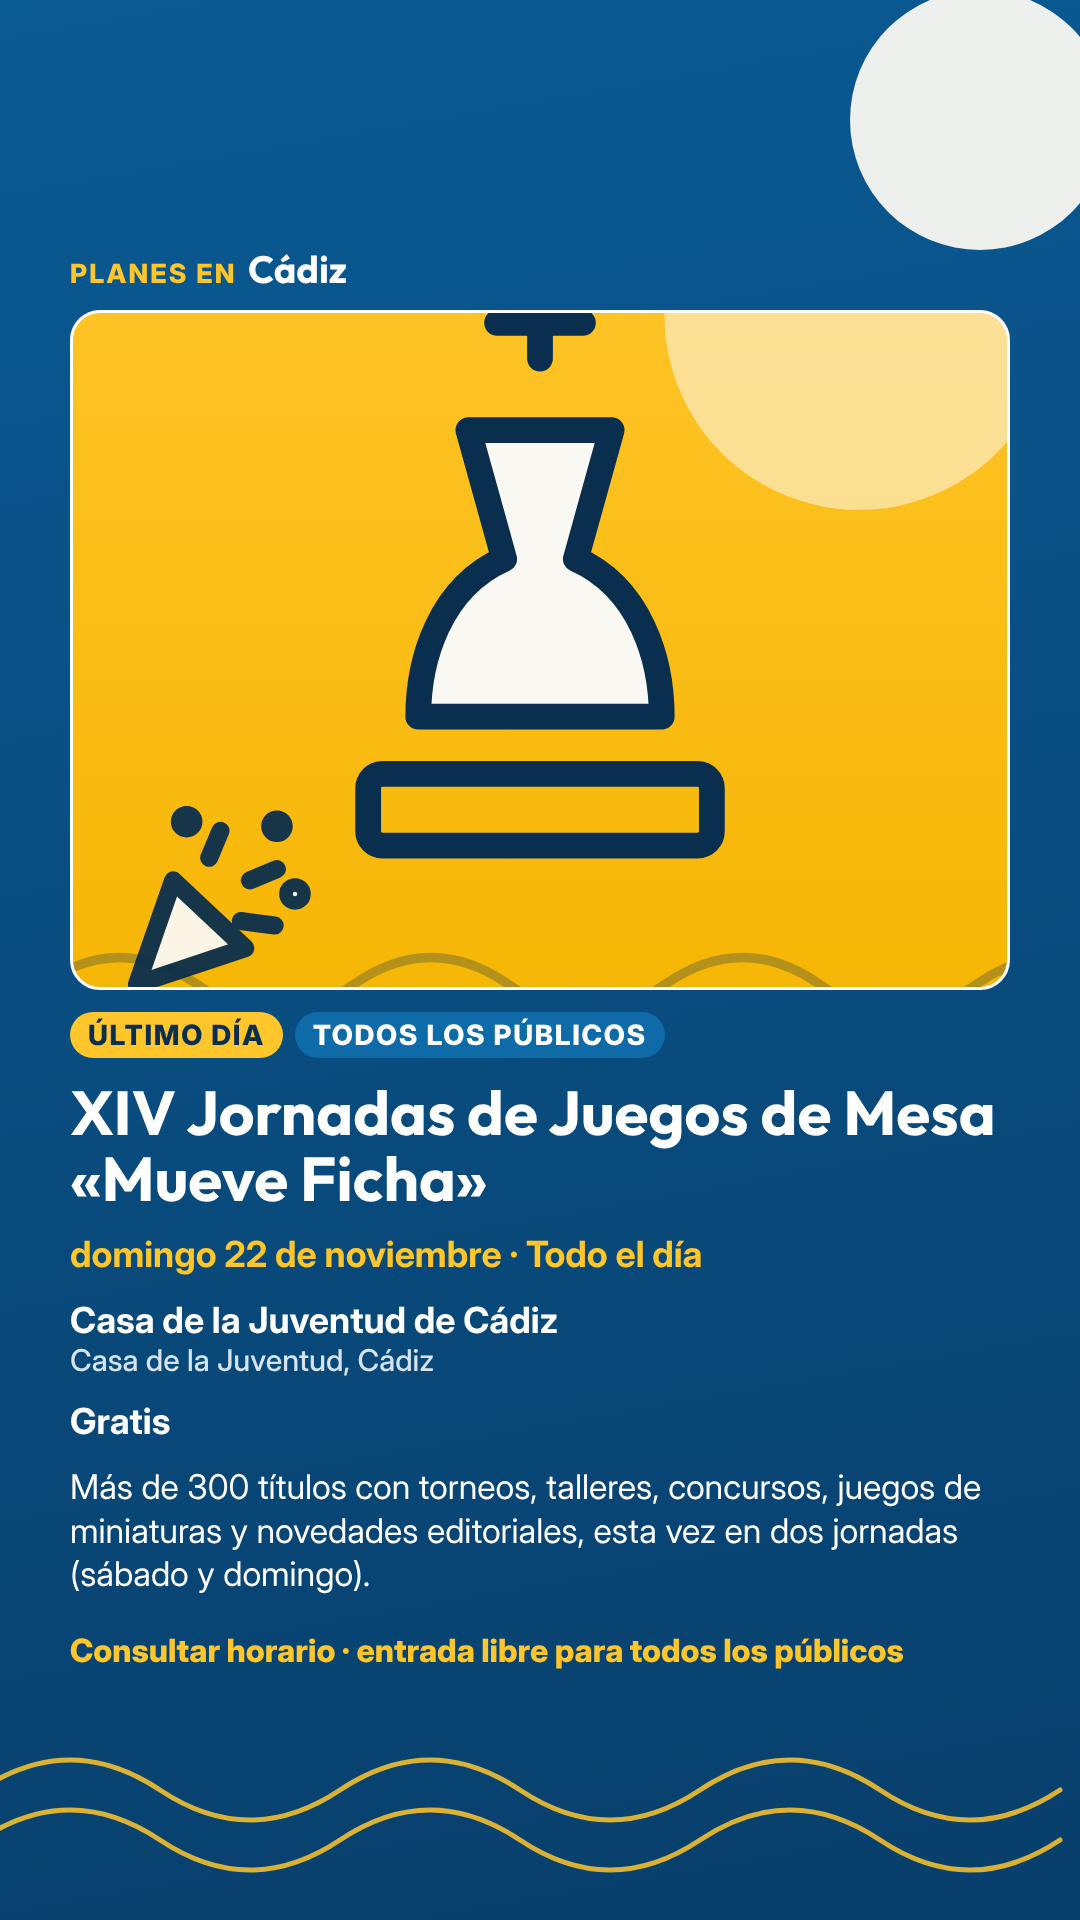 PLANES EN Cádiz
ÚLTIMO DÍA TODOS LOS PÚBLICOS
XIV Jornadas de Juegos de Mesa
«Mueve Ficha»
domingo 22 de noviembre · Todo el día
Casa de la Juventud de Cádiz
Casa de la Juventud, Cádiz
Gratis
Más de 300 títulos con torneos, talleres, concursos, juegos de
miniaturas y novedades editoriales, esta vez en dos jornadas
(sábado y domingo).
Consultar horario · entrada libre para todos los públicos